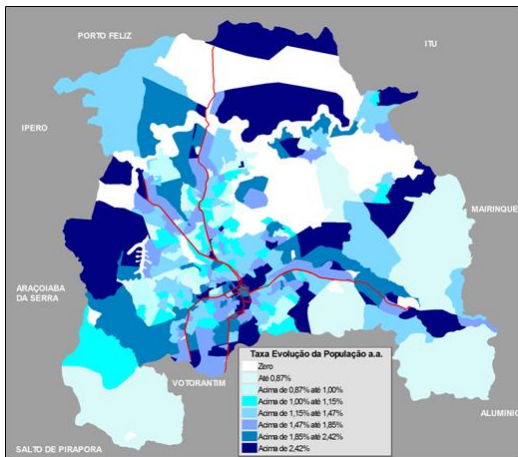 PORTO FELIZ
ITU
IPERO
MAIRINQUE
ARAÇOIABA
DA SERRA
VOTORANTIM
ALUMINIO
SALTO DE PIRAPORA
Taxa Evolução da População a.a.
Zero
Até 0,87%
Acima de 0,87% até 1,00%
Acima de 1,00% até 1,15%
Acima de 1,15% até 1,47%
Acima de 1,47% até 1,85%
Acima de 1,85% até 2,42%
Acima de 2,42%